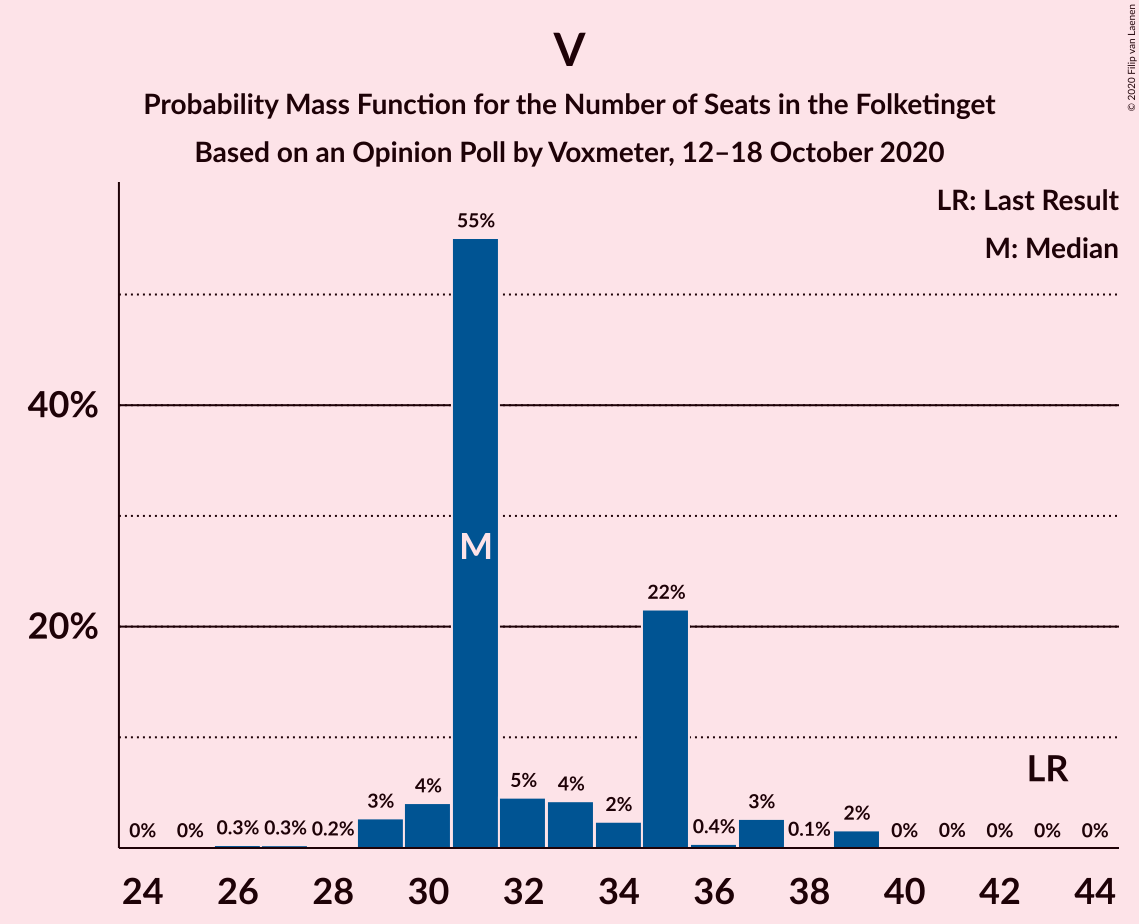 V
Probability Mass Function for the Number of Seats in the Folketinget
Based on an Opinion Poll by Voxmeter, 12–18 October 2020
© 2020 Filip van Laenen
LR: Last Result
M: Median
55%
40%
M
22%
20%
LR
0% 0% 0.3% 0.3% 0.2% 3% 4% 5% 4% 2% 0.4% 3% 0.1% 2% 0% 0% 0% 0% 0%
24 26 28 30 32 34 36 38 40 42 44